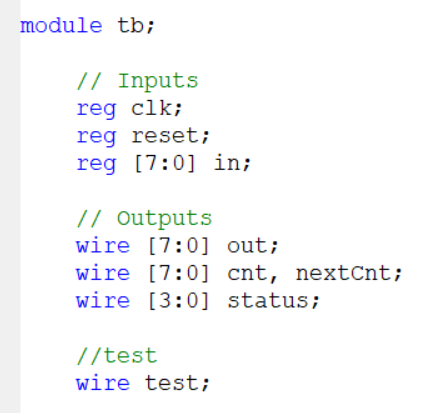 module tb;
// Inputs
reg clk;
reg reset;
reg [7:0] in;
// Outputs
wire [7:0] out;
wire [7:0] cnt, nextCnt;
wire [3:0] status;
//test
wire test;